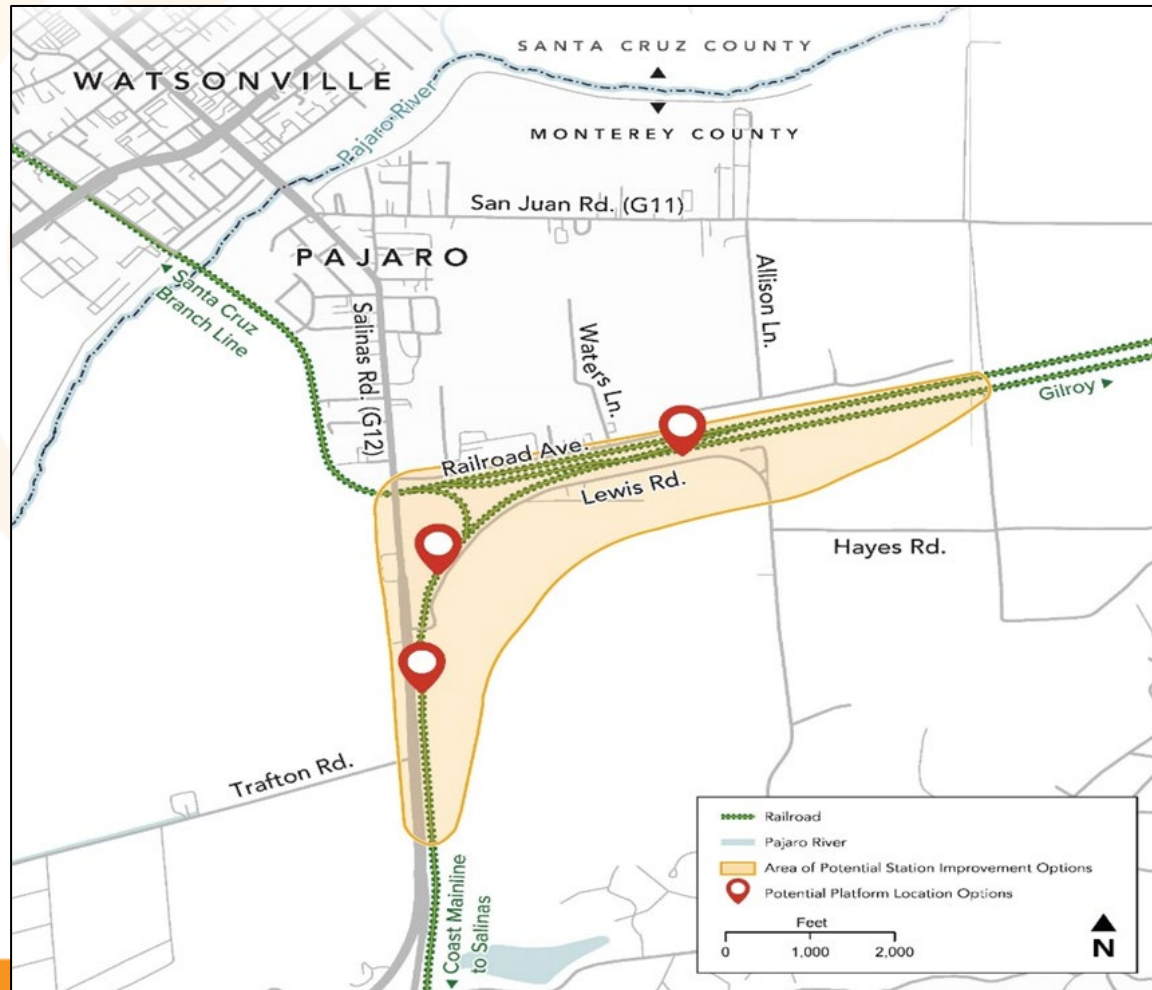 SANTA CRUZ COUNTY
▲
▼
MONTEREY COUNTY
WATSONVILLE
Pajaro River
San Juan Rd. (G11)
PAJARO
◄ Santa Cruz
Branch Line
Salinas Rd. (G12)
Waters Ln.
Allison Ln.
Gilroy ►
Railroad Ave.
Lewis Rd.
Hayes Rd.
Trafton Rd.
◄ Coast Mainline
to Salinas
Railroad
Pajaro River
Area of Potential Station Improvement Options
Potential Platform Location Options
Feet
0 1,000 2,000
▲
N